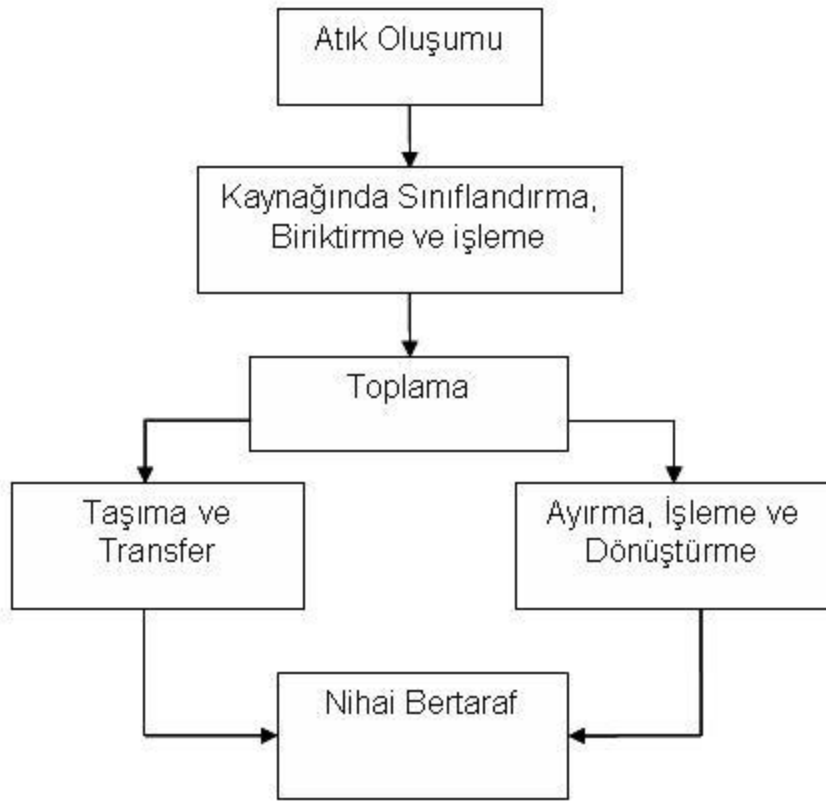 Atık Oluşumu
Kaynağında Sınıflandırma,
Biriktirme ve işleme
Toplama
Taşıma ve
Transfer
Ayırma, İşleme ve
Dönüştürme
Nihai Bertaraf